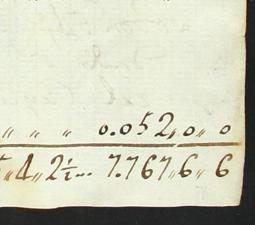 " " " 0.052,,0,, 0
,,4,,2½... 7.767,,6,, 6